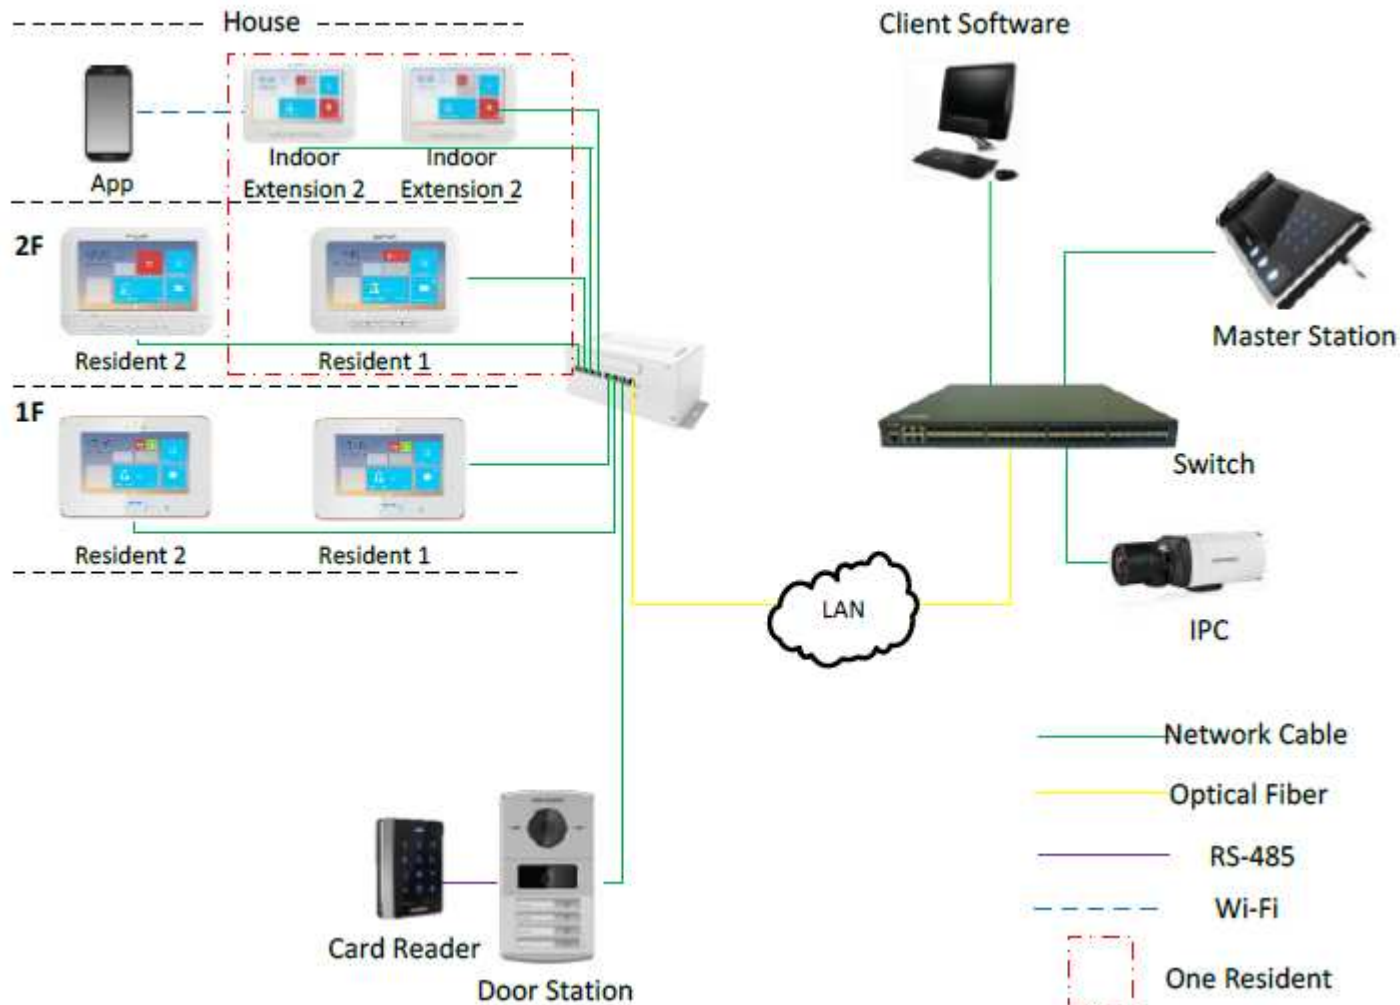 House
Client Software
App
Indoor
Extension 2
Indoor
Extension 2
2F
Resident 2
Resident 1
Master Station
1F
Switch
Resident 2
Resident 1
LAN
IPC
Network Cable
Optical Fiber
RS-485
Wi-Fi
Card Reader
Door Station
One Resident